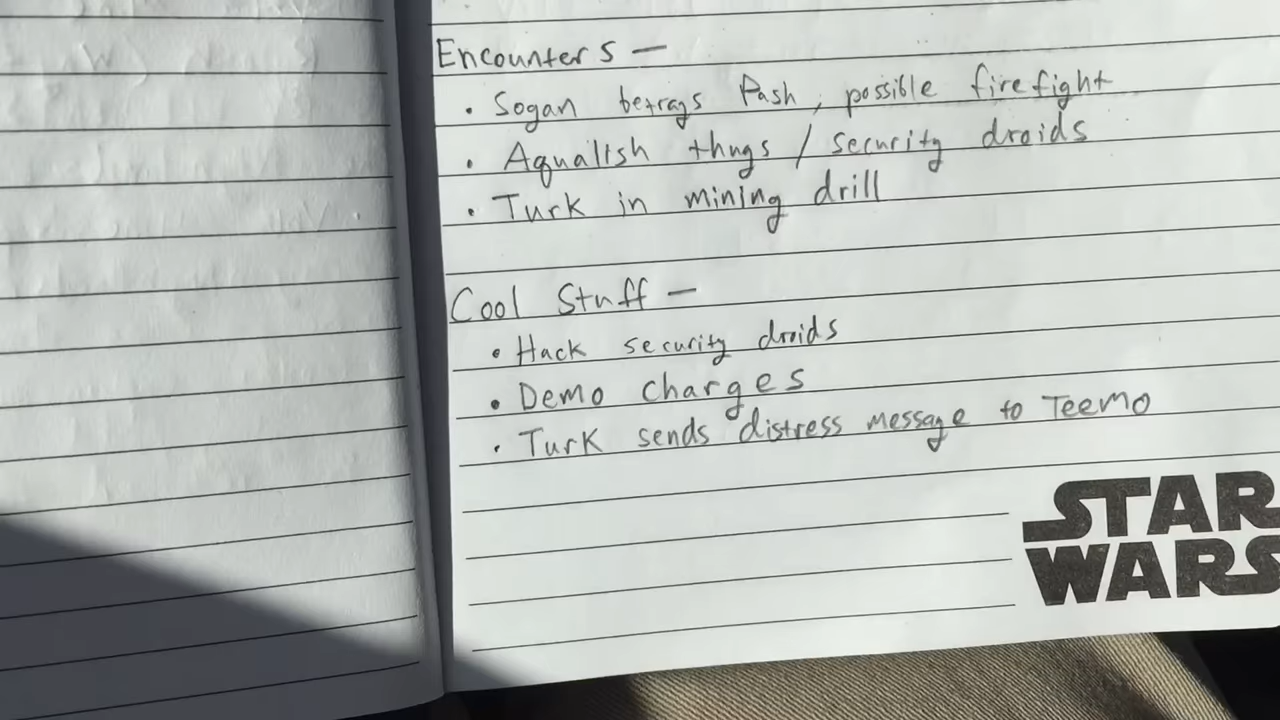 Encounters —
• Sogan betrays Pash, possible firefight
• Aqualish thugs / security droids
• Turk in mining drill
Cool Stuff —
• Hack security droids
• Demo charges
• Turk sends distress message to Teemo
STAR
WARS